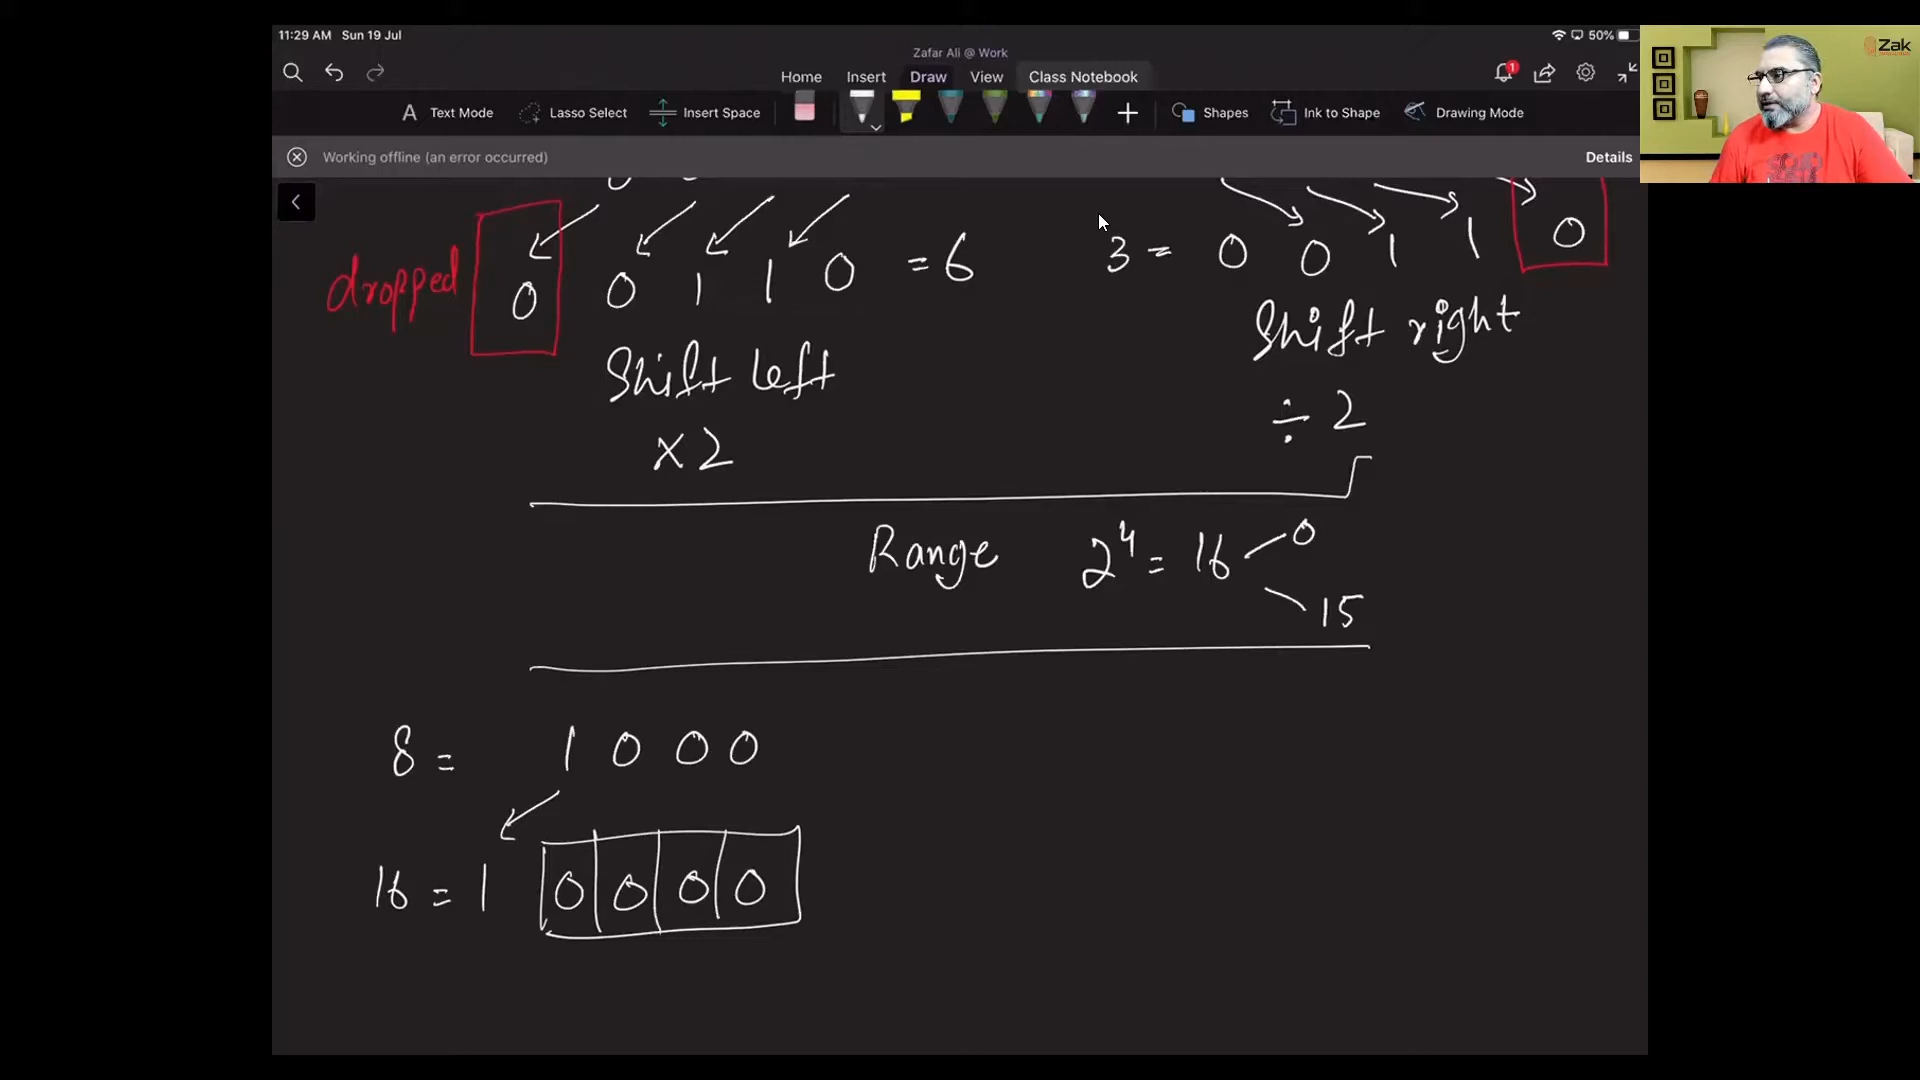 11:29 AM Sun 19 Jul
50%
Zak
Zafar Ali @ Work
Home Insert Draw View Class Notebook
1
A Text Mode Lasso Select Insert Space Shapes Ink to Shape Drawing Mode
Working offline (an error occurred) Details
dropped 0 0 1 1 0 = 6
3 = 0 0 1 1 0
Shift left
x 2
Shift right
÷ 2
Range 2⁴ = 16 0
15
8 = 1 0 0 0
16 = 1 0 0 0 0